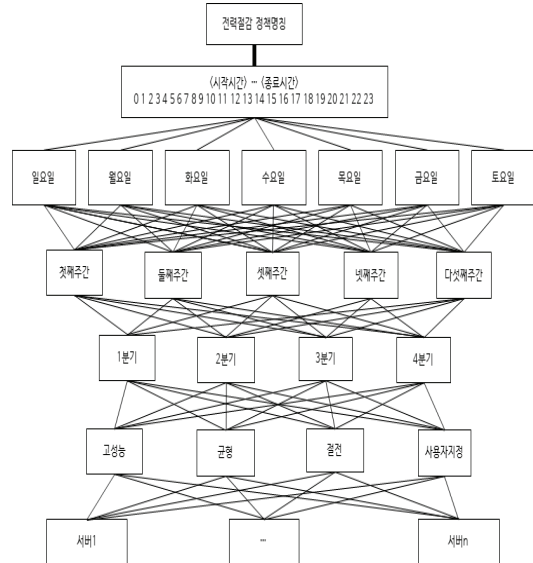 전력절감 정책명칭
〈시작시간〉 … 〈종료시간〉
0 1 2 3 4 5 6 7 8 9 10 11 12 13 14 15 16 17 18 19 20 21 22 23
일요일 월요일 화요일 수요일 목요일 금요일 토요일
첫째주간 둘째주간 셋째주간 넷째주간 다섯째주간
1분기 2분기 3분기 4분기
고성능 균형 절전 사용자지정
서버1 … 서버n